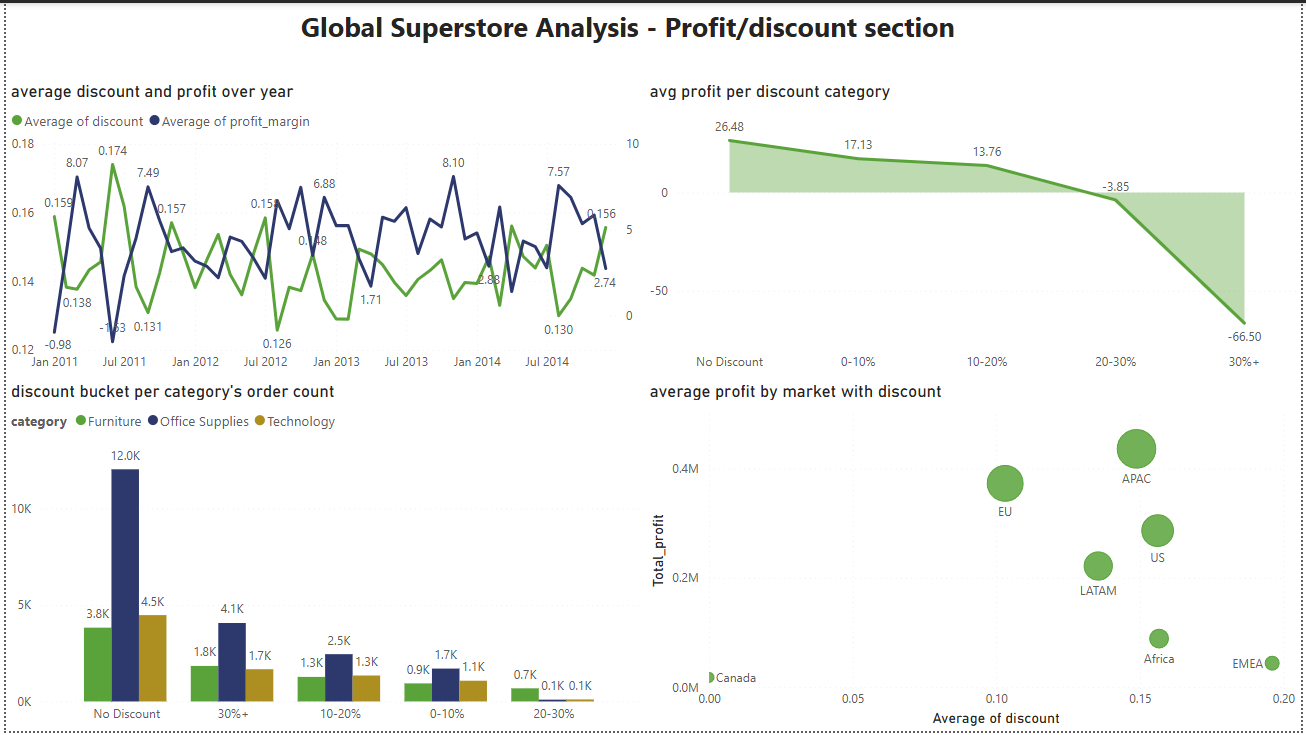 Global Superstore Analysis - Profit/discount section
average discount and profit over year
Average of discount Average of profit_margin
0.18
0.16
0.14
0.12
10
5
0
0.159
8.07
0.174
7.49
0.157
0.138
-0.98
-1.53
0.131
0.158
6.88
0.148
0.126
1.71
8.10
2.88
7.57
0.156
0.130
2.74
Jan 2011 Jul 2011 Jan 2012 Jul 2012 Jan 2013 Jul 2013 Jan 2014 Jul 2014
avg profit per discount category
26.48
17.13
13.76
-3.85
-66.50
0
-50
No Discount 0-10% 10-20% 20-30% 30%+
discount bucket per category's order count
category Furniture Office Supplies Technology
10K
5K
0K
3.8K 12.0K 4.5K
1.8K 4.1K 1.7K
1.3K 2.5K 1.3K
0.9K 1.7K 1.1K
0.7K 0.1K 0.1K
No Discount 30%+ 10-20% 0-10% 20-30%
average profit by market with discount
Total_profit
0.4M
0.2M
0.0M
APAC
EU
US
LATAM
Africa
EMEA
Canada
0.00 0.05 0.10 0.15 0.20
Average of discount